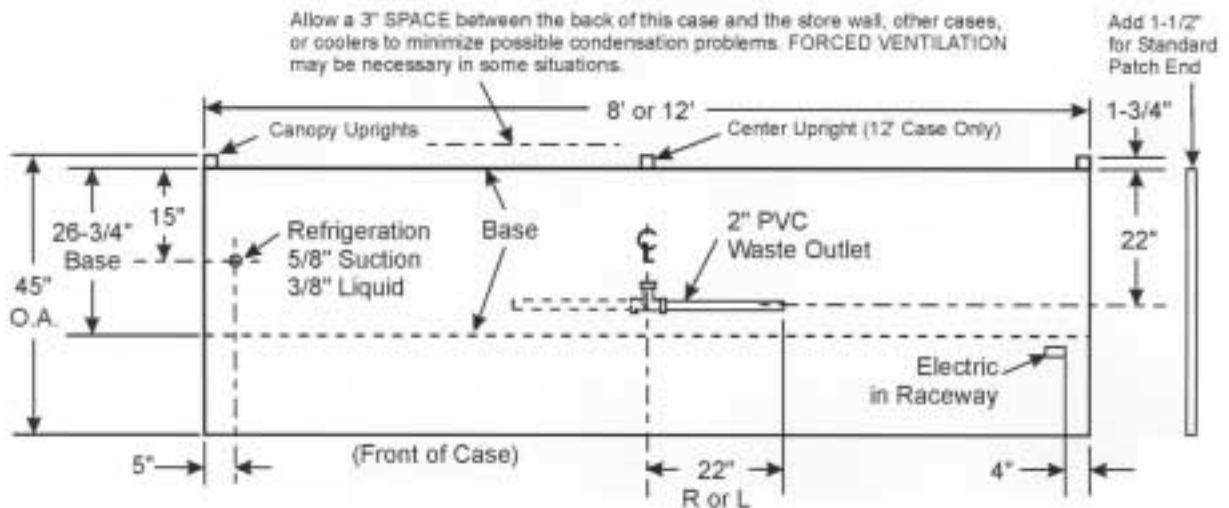 Allow a 3" SPACE between the back of this case and the store wall, other cases,
or coolers to minimize possible condensation problems. FORCED VENTILATION
may be necessary in some situations.
Add 1-1/2"
for Standard
Patch End
8' or 12'
1-3/4"
Canopy Uprights
Center Upright (12' Case Only)
15"
26-3/4"
Base
45"
O.A.
Refrigeration
5/8" Suction
3/8" Liquid
Base
CL
2" PVC
Waste Outlet
22"
Electric
in Raceway
(Front of Case)
5"
22"
R or L
4"